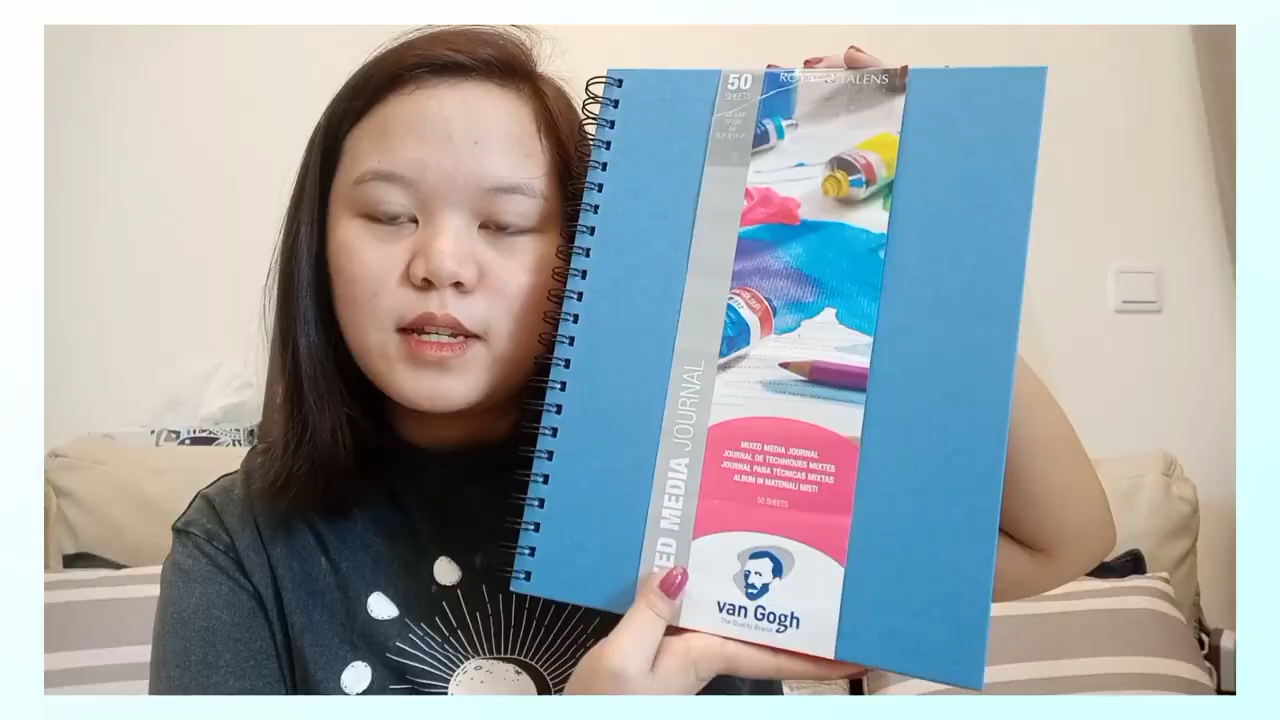 50
SHEETS
ROYAL TALENS
MIXED MEDIA JOURNAL
JOURNAL DE TECHNIQUES MIXTES
JOURNAL PARA TÉCNICAS MIXTAS
ALBUM IN MATERIALI MISTI
50 SHEETS
XED MEDIA JOURNAL
van Gogh
The Quality Brand